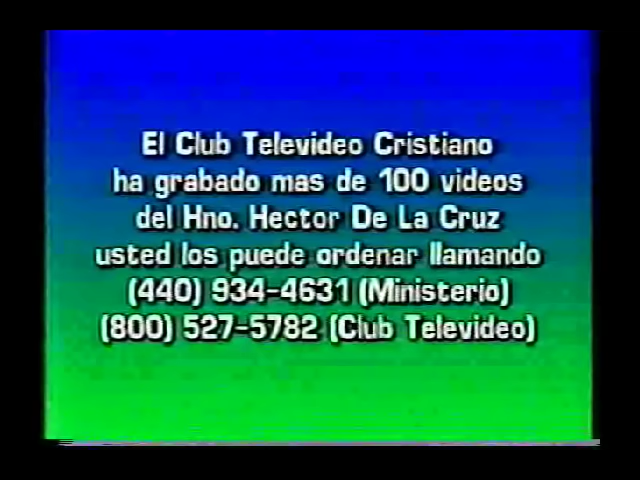 El Club Televideo Cristiano
ha grabado mas de 100 videos
del Hno. Hector De La Cruz
usted los puede ordenar llamando
(440) 934-4631 (Ministerio)
(800) 527-5782 (Club Televideo)